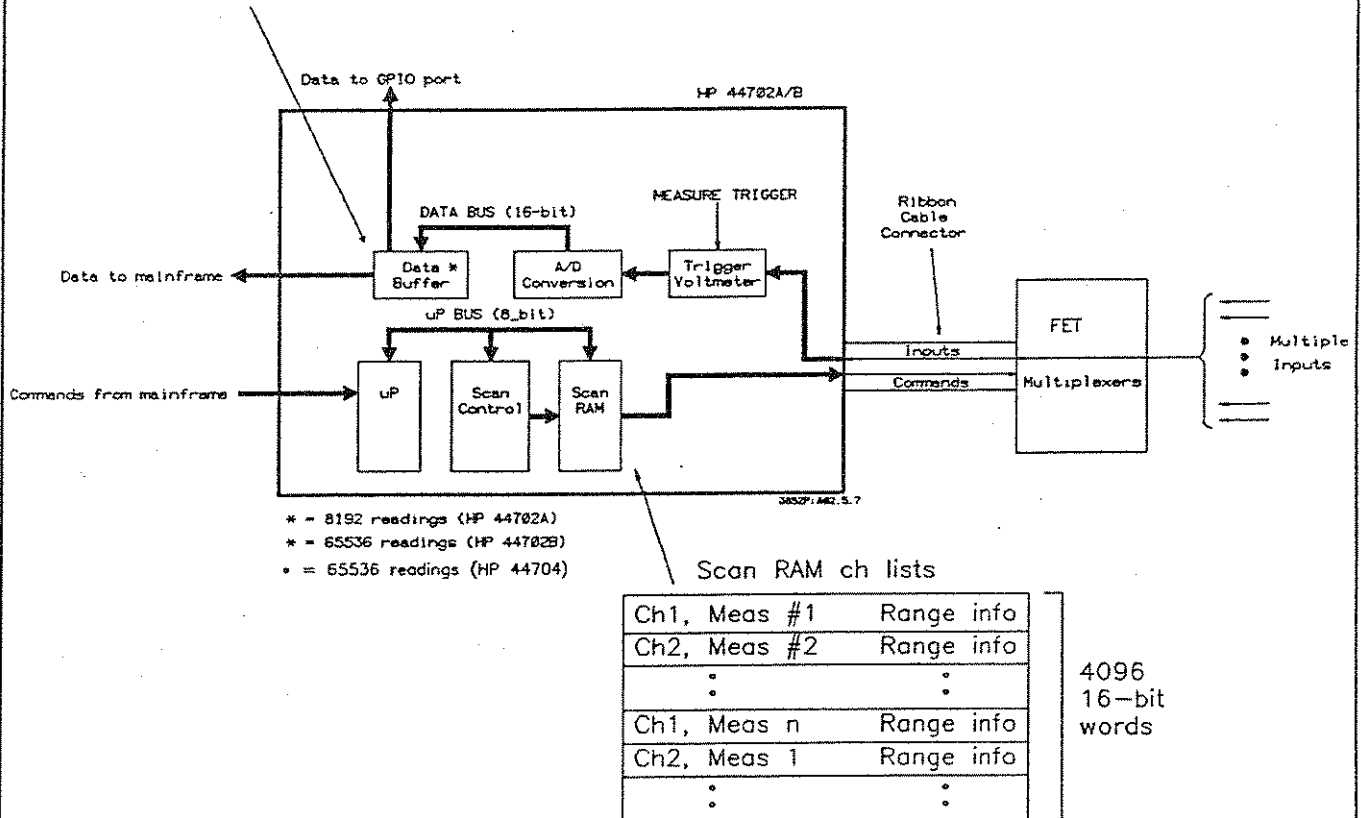 Data to GPIO port
HP 44702A/B
MEASURE TRIGGER
DATA BUS (16-bit)
Ribbon
Cable
Connector
Data to mainframe
Data *
Buffer
A/D
Conversion
Trigger
Voltmeter
uP BUS (8_bit)
FET
Multiplexers
Inputs
Commands
Multiple
Inputs
Commands from mainframe
uP
Scan
Control
Scan
RAM
* = 8192 readings (HP 44702A)
* = 65536 readings (HP 44702B)
• = 65536 readings (HP 44704)
Scan RAM ch lists
Ch1, Meas #1 Range info
Ch2, Meas #2 Range info
Ch1, Meas n Range info
Ch2, Meas 1 Range info
4096
16-bit
words